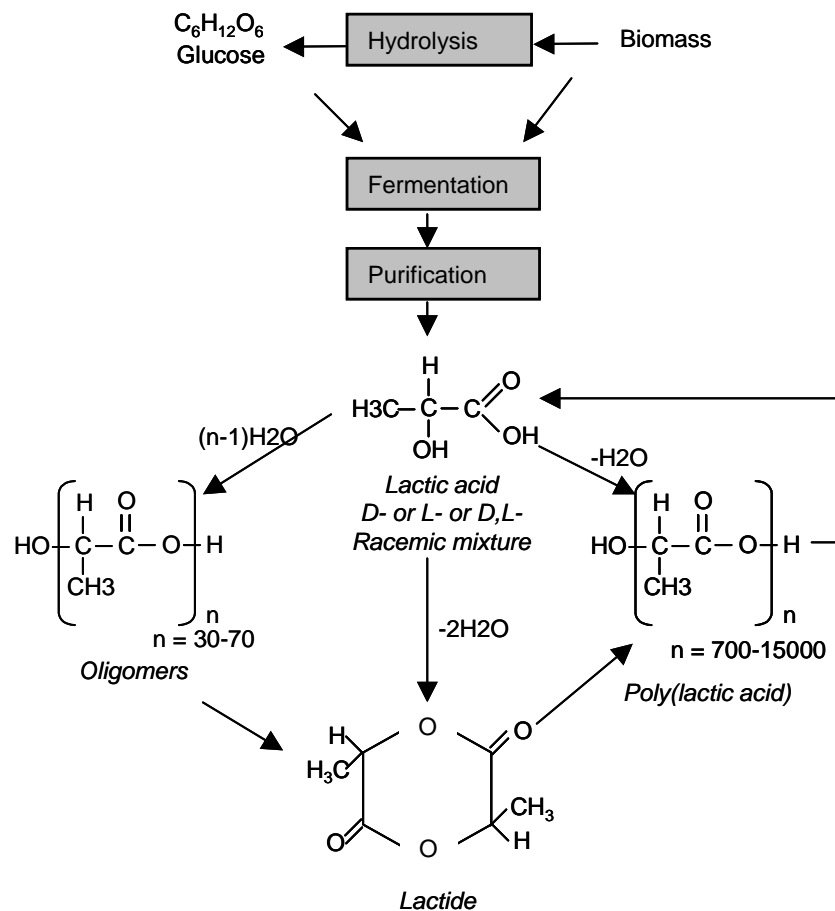 C6H12O6
Glucose
Hydrolysis
Biomass
Fermentation
Purification
H
O
H3C
C
C
OH
OH
(n-1)H2O
-H2O
Lactic acid
D- or L- or D,L-
Racemic mixture
H
O
HO
C
C
O
H
CH3
n
n = 30-70
Oligomers
H
O
HO
C
C
O
H
CH3
n
n = 700-15000
Poly(lactic acid)
-2H2O
H
O
O
H3C
CH3
O
O
H
Lactide